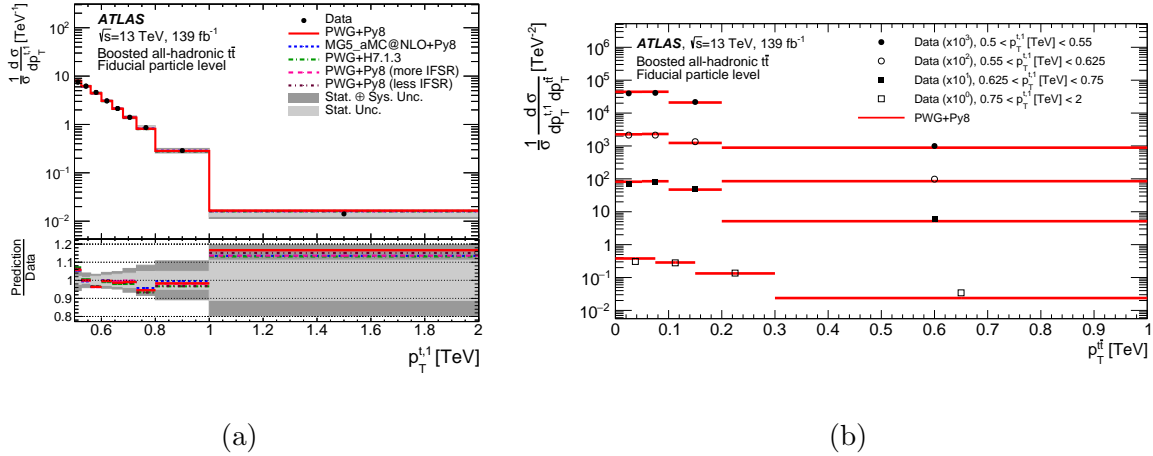 ATLAS
√s=13 TeV, 139 fb⁻¹
Boosted all-hadronic tt̄
Fiducial particle level
Data
PWG+Py8
MG5_aMC@NLO+Py8
PWG+H7.1.3
PWG+Py8 (more IFSR)
PWG+Py8 (less IFSR)
Stat. ⊕ Sys. Unc.
Stat. Unc.
1/σ dσ/dp_T^{t,1} [TeV⁻¹]
10
1
10⁻¹
10⁻²
Prediction/Data
1.2
1.1
1.0
0.9
0.8
0.6 0.8 1 1.2 1.4 1.6 1.8 2
p_T^{t,1} [TeV]
(a)
ATLAS, √s=13 TeV, 139 fb⁻¹
Boosted all-hadronic tt̄
Fiducial particle level
Data (x10³), 0.5 < p_T^{t,1} [TeV] < 0.55
Data (x10²), 0.55 < p_T^{t,1} [TeV] < 0.625
Data (x10¹), 0.625 < p_T^{t,1} [TeV] < 0.75
Data (x10⁰), 0.75 < p_T^{t,1} [TeV] < 2
PWG+Py8
1/σ dσ/dp_T^{t,1} dp_T^{tt̄} [TeV⁻²]
10⁶
10⁵
10⁴
10³
10²
10
1
10⁻¹
10⁻²
0 0.1 0.2 0.3 0.4 0.5 0.6 0.7 0.8 0.9 1
p_T^{tt̄} [TeV]
(b)